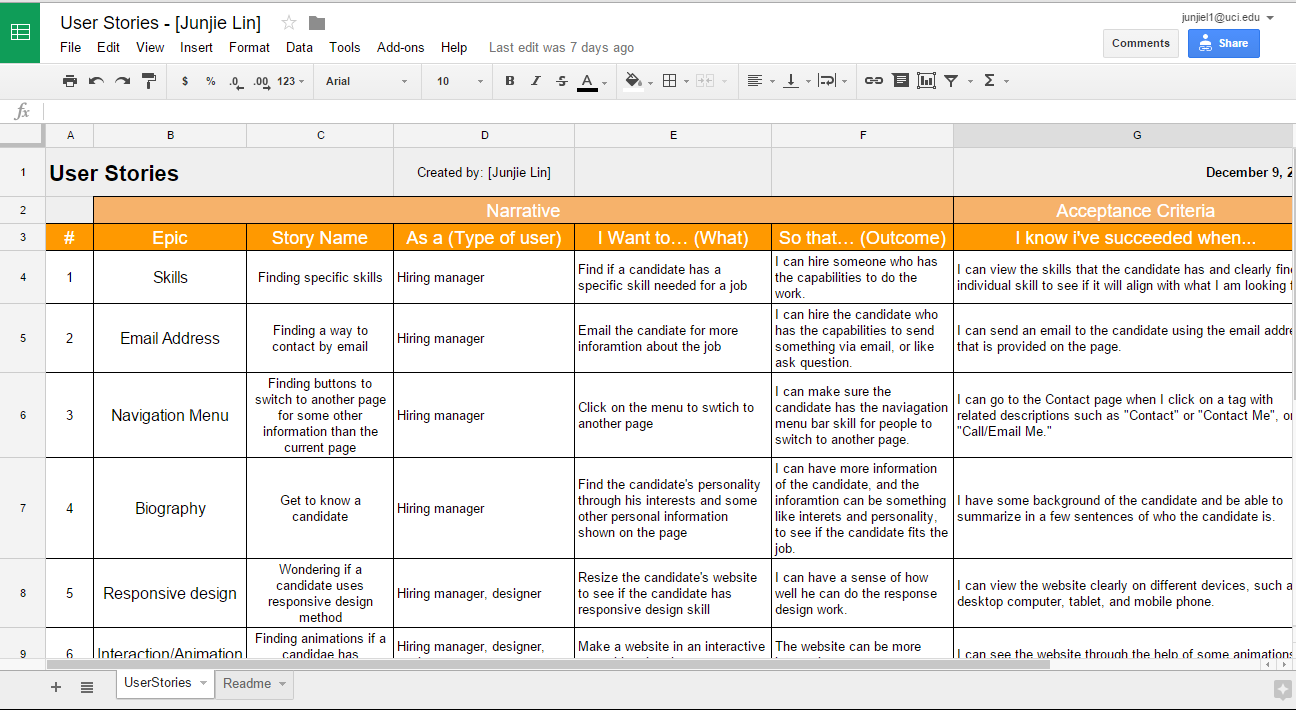 User Stories - [Junjie Lin]
junjiel1@uci.edu
File Edit View Insert Format Data Tools Add-ons Help Last edit was 7 days ago
Comments Share
$ % .0 .00 123 Arial 10 B I S A Σ
fx
A B C D E F G
1 User Stories Created by: [Junjie Lin] December 9, 2
2 Narrative Acceptance Criteria
3 # Epic Story Name As a (Type of user) I Want to... (What) So that... (Outcome) I know i've succeeded when...
4 1 Skills
Finding specific skills
Hiring manager
Find if a candidate has a
specific skill needed for a job
I can hire someone who has
the capabilities to do the
work.
I can view the skills that the candidate has and clearly fin
individual skill to see if it will align with what I am looking
5 2 Email Address
Finding a way to
contact by email
Hiring manager
Email the candiate for more
inforamtion about the job
I can hire the candidate who
has the capabilities to send
something via email, or like
ask question.
I can send an email to the candidate using the email addre
that is provided on the page.
6 3 Navigation Menu
Finding buttons to
switch to another page
for some other
information than the
current page
Hiring manager
Click on the menu to swtich to
another page
I can make sure the
candidate has the naviagation
menu bar skill for people to
switch to another page.
I can go to the Contact page when I click on a tag with
related descriptions such as "Contact" or "Contact Me", or
"Call/Email Me."
7 4 Biography
Get to know a
candidate
Hiring manager
Find the candidate's personality
through his interests and some
other personal information
shown on the page
I can have more information
of the candidate, and the
inforamtion can be something
like interets and personality,
to see if the candidate fits the
job.
I have some background of the candidate and be able to
summarize in a few sentences of who the candidate is.
8 5 Responsive design
Wondering if a
candidate uses
responsive design
method
Hiring manager, designer
Resize the candidate's website
to see if the candidate has
responsive design skill
I can have a sense of how
well he can do the response
design work.
I can view the website clearly on different devices, such a
desktop computer, tablet, and mobile phone.
9 6 Interaction/Animation
Finding animations if a
candidae has
Hiring manager, designer,
Make a website in an interactive
The website can be more
I can see the website through the help of some animations
UserStories Readme